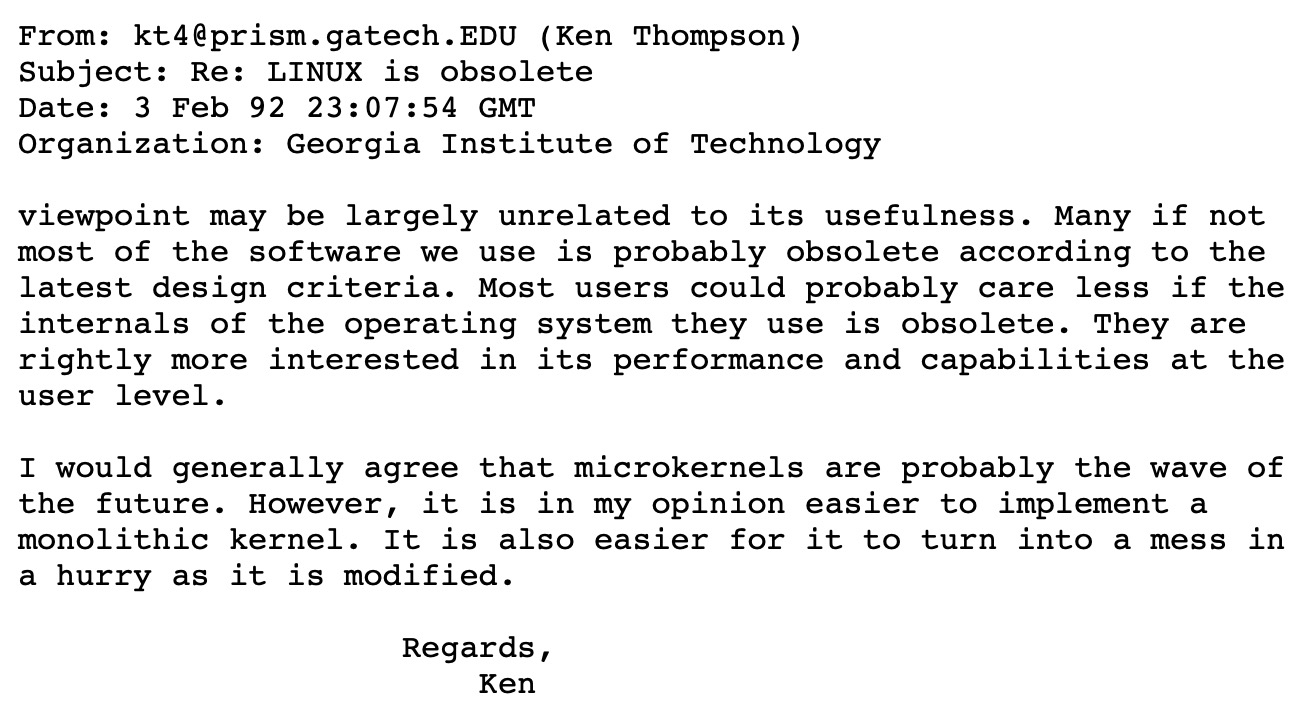 From: kt4@prism.gatech.EDU (Ken Thompson)
Subject: Re: LINUX is obsolete
Date: 3 Feb 92 23:07:54 GMT
Organization: Georgia Institute of Technology

viewpoint may be largely unrelated to its usefulness. Many if not
most of the software we use is probably obsolete according to the
latest design criteria. Most users could probably care less if the
internals of the operating system they use is obsolete. They are
rightly more interested in its performance and capabilities at the
user level.

I would generally agree that microkernels are probably the wave of
the future. However, it is in my opinion easier to implement a
monolithic kernel. It is also easier for it to turn into a mess in
a hurry as it is modified.

Regards,
Ken